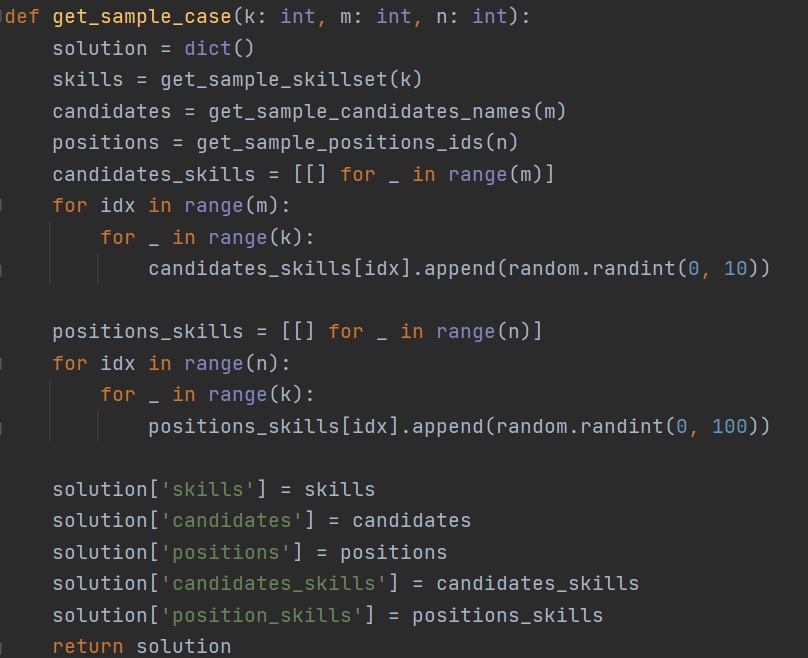 def get_sample_case(k: int, m: int, n: int):
    solution = dict()
    skills = get_sample_skillset(k)
    candidates = get_sample_candidates_names(m)
    positions = get_sample_positions_ids(n)
    candidates_skills = [[] for _ in range(m)]
    for idx in range(m):
        for _ in range(k):
            candidates_skills[idx].append(random.randint(0, 10))

    positions_skills = [[] for _ in range(n)]
    for idx in range(n):
        for _ in range(k):
            positions_skills[idx].append(random.randint(0, 100))

    solution['skills'] = skills
    solution['candidates'] = candidates
    solution['positions'] = positions
    solution['candidates_skills'] = candidates_skills
    solution['position_skills'] = positions_skills
    return solution